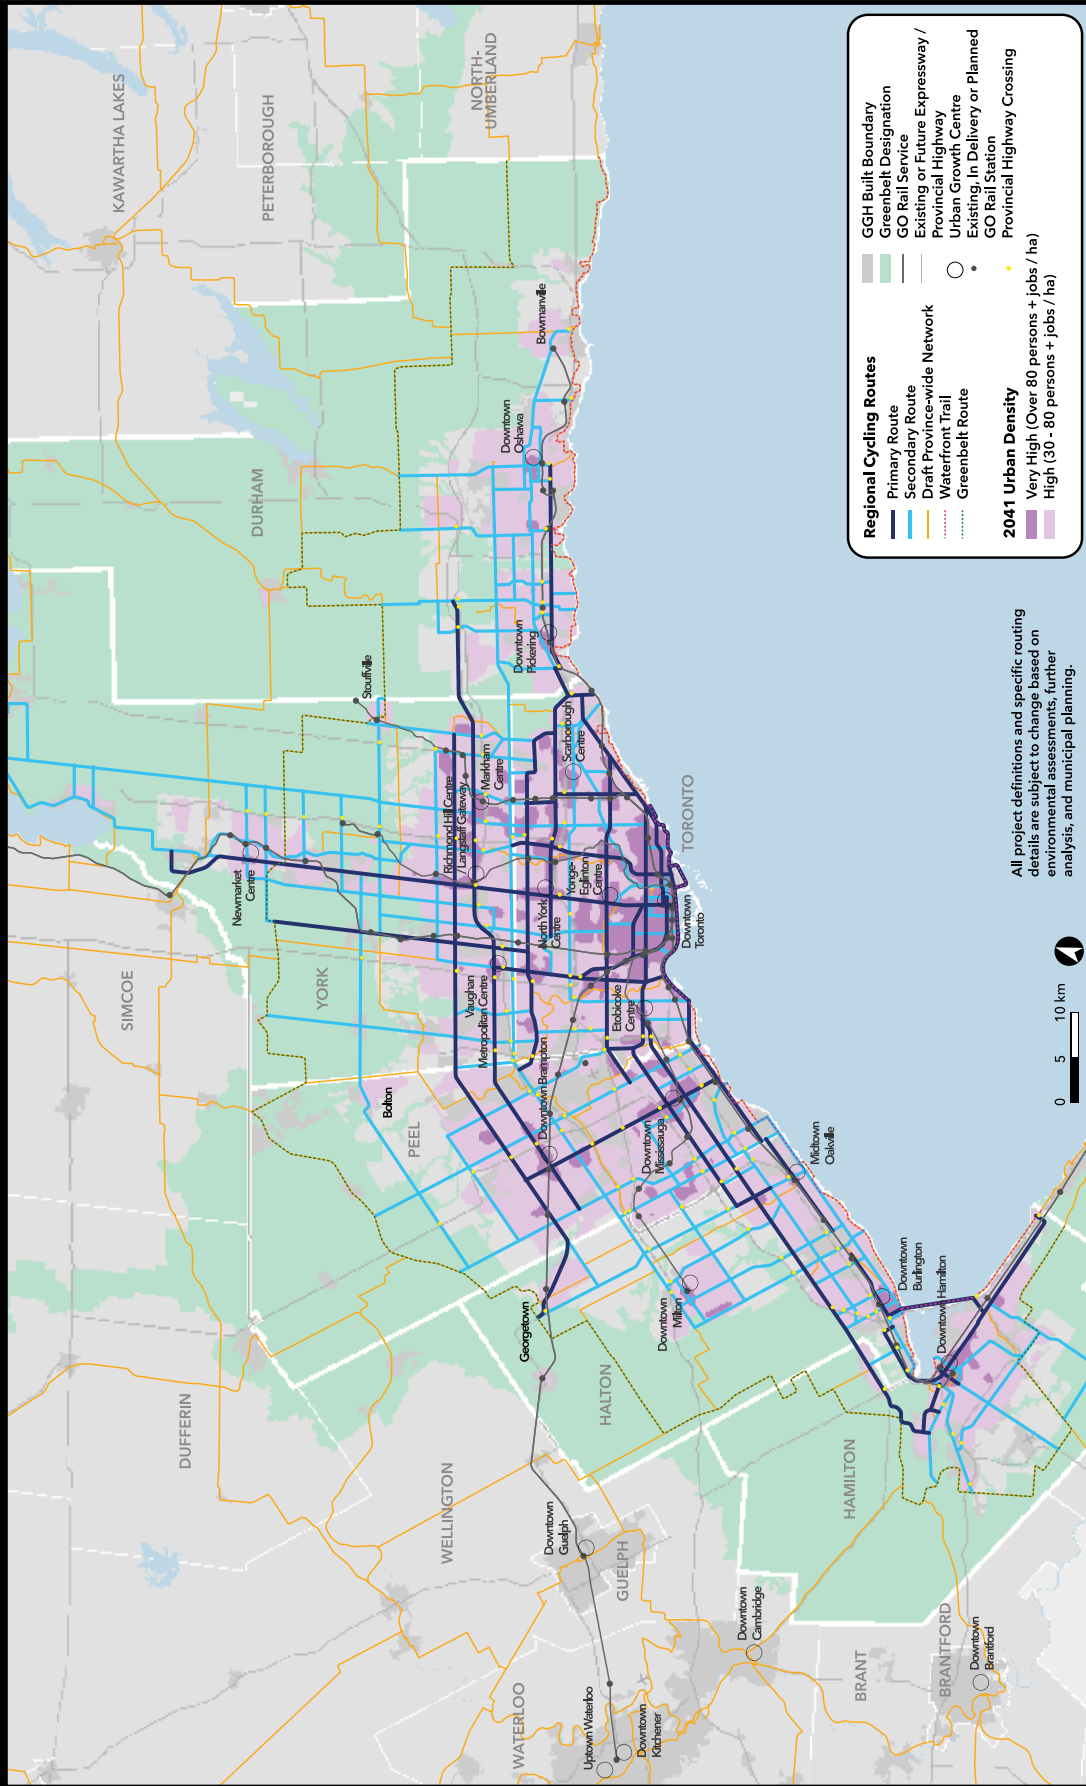 KAWARTHA LAKES
PETERBOROUGH
NORTH-
UMBERLAND
DURHAM
SIMCOE
YORK
PEEL
TORONTO
DUFFERIN
WELLINGTON
HALTON
HAMILTON
GUELPH
WATERLOO
BRANT
BRANTFORD
Bowmanville
Downtown
Oshawa
Downtown
Pickering
Stouffville
Scarborough
Centre
Markham
Centre
Richmond Hill Centre
Langstaff Gateway
Newmarket
Centre
Yonge-
Eglinton
Centre
North York
Centre
Downtown
Toronto
Vaughan
Metropolitan Centre
Etobicoke
Centre
Downtown Brampton
Bolton
Downtown
Mississauga
Midtown
Oakville
Georgetown
Downtown
Milton
Downtown
Burlington
Downtown Hamilton
Downtown
Guelph
Downtown
Cambridge
Downtown
Brantford
Uptown Waterloo
Downtown
Kitchener
Regional Cycling Routes
Primary Route
Secondary Route
Draft Province-wide Network
Waterfront Trail
Greenbelt Route
2041 Urban Density
Very High (Over 80 persons + jobs / ha)
High (30 - 80 persons + jobs / ha)
GGH Built Boundary
Greenbelt Designation
GO Rail Service
Existing or Future Expressway /
Provincial Highway
Urban Growth Centre
Existing, In Delivery or Planned
GO Rail Station
Provincial Highway Crossing
All project definitions and specific routing
details are subject to change based on
environmental assessments, further
analysis, and municipal planning.
0 5 10 km